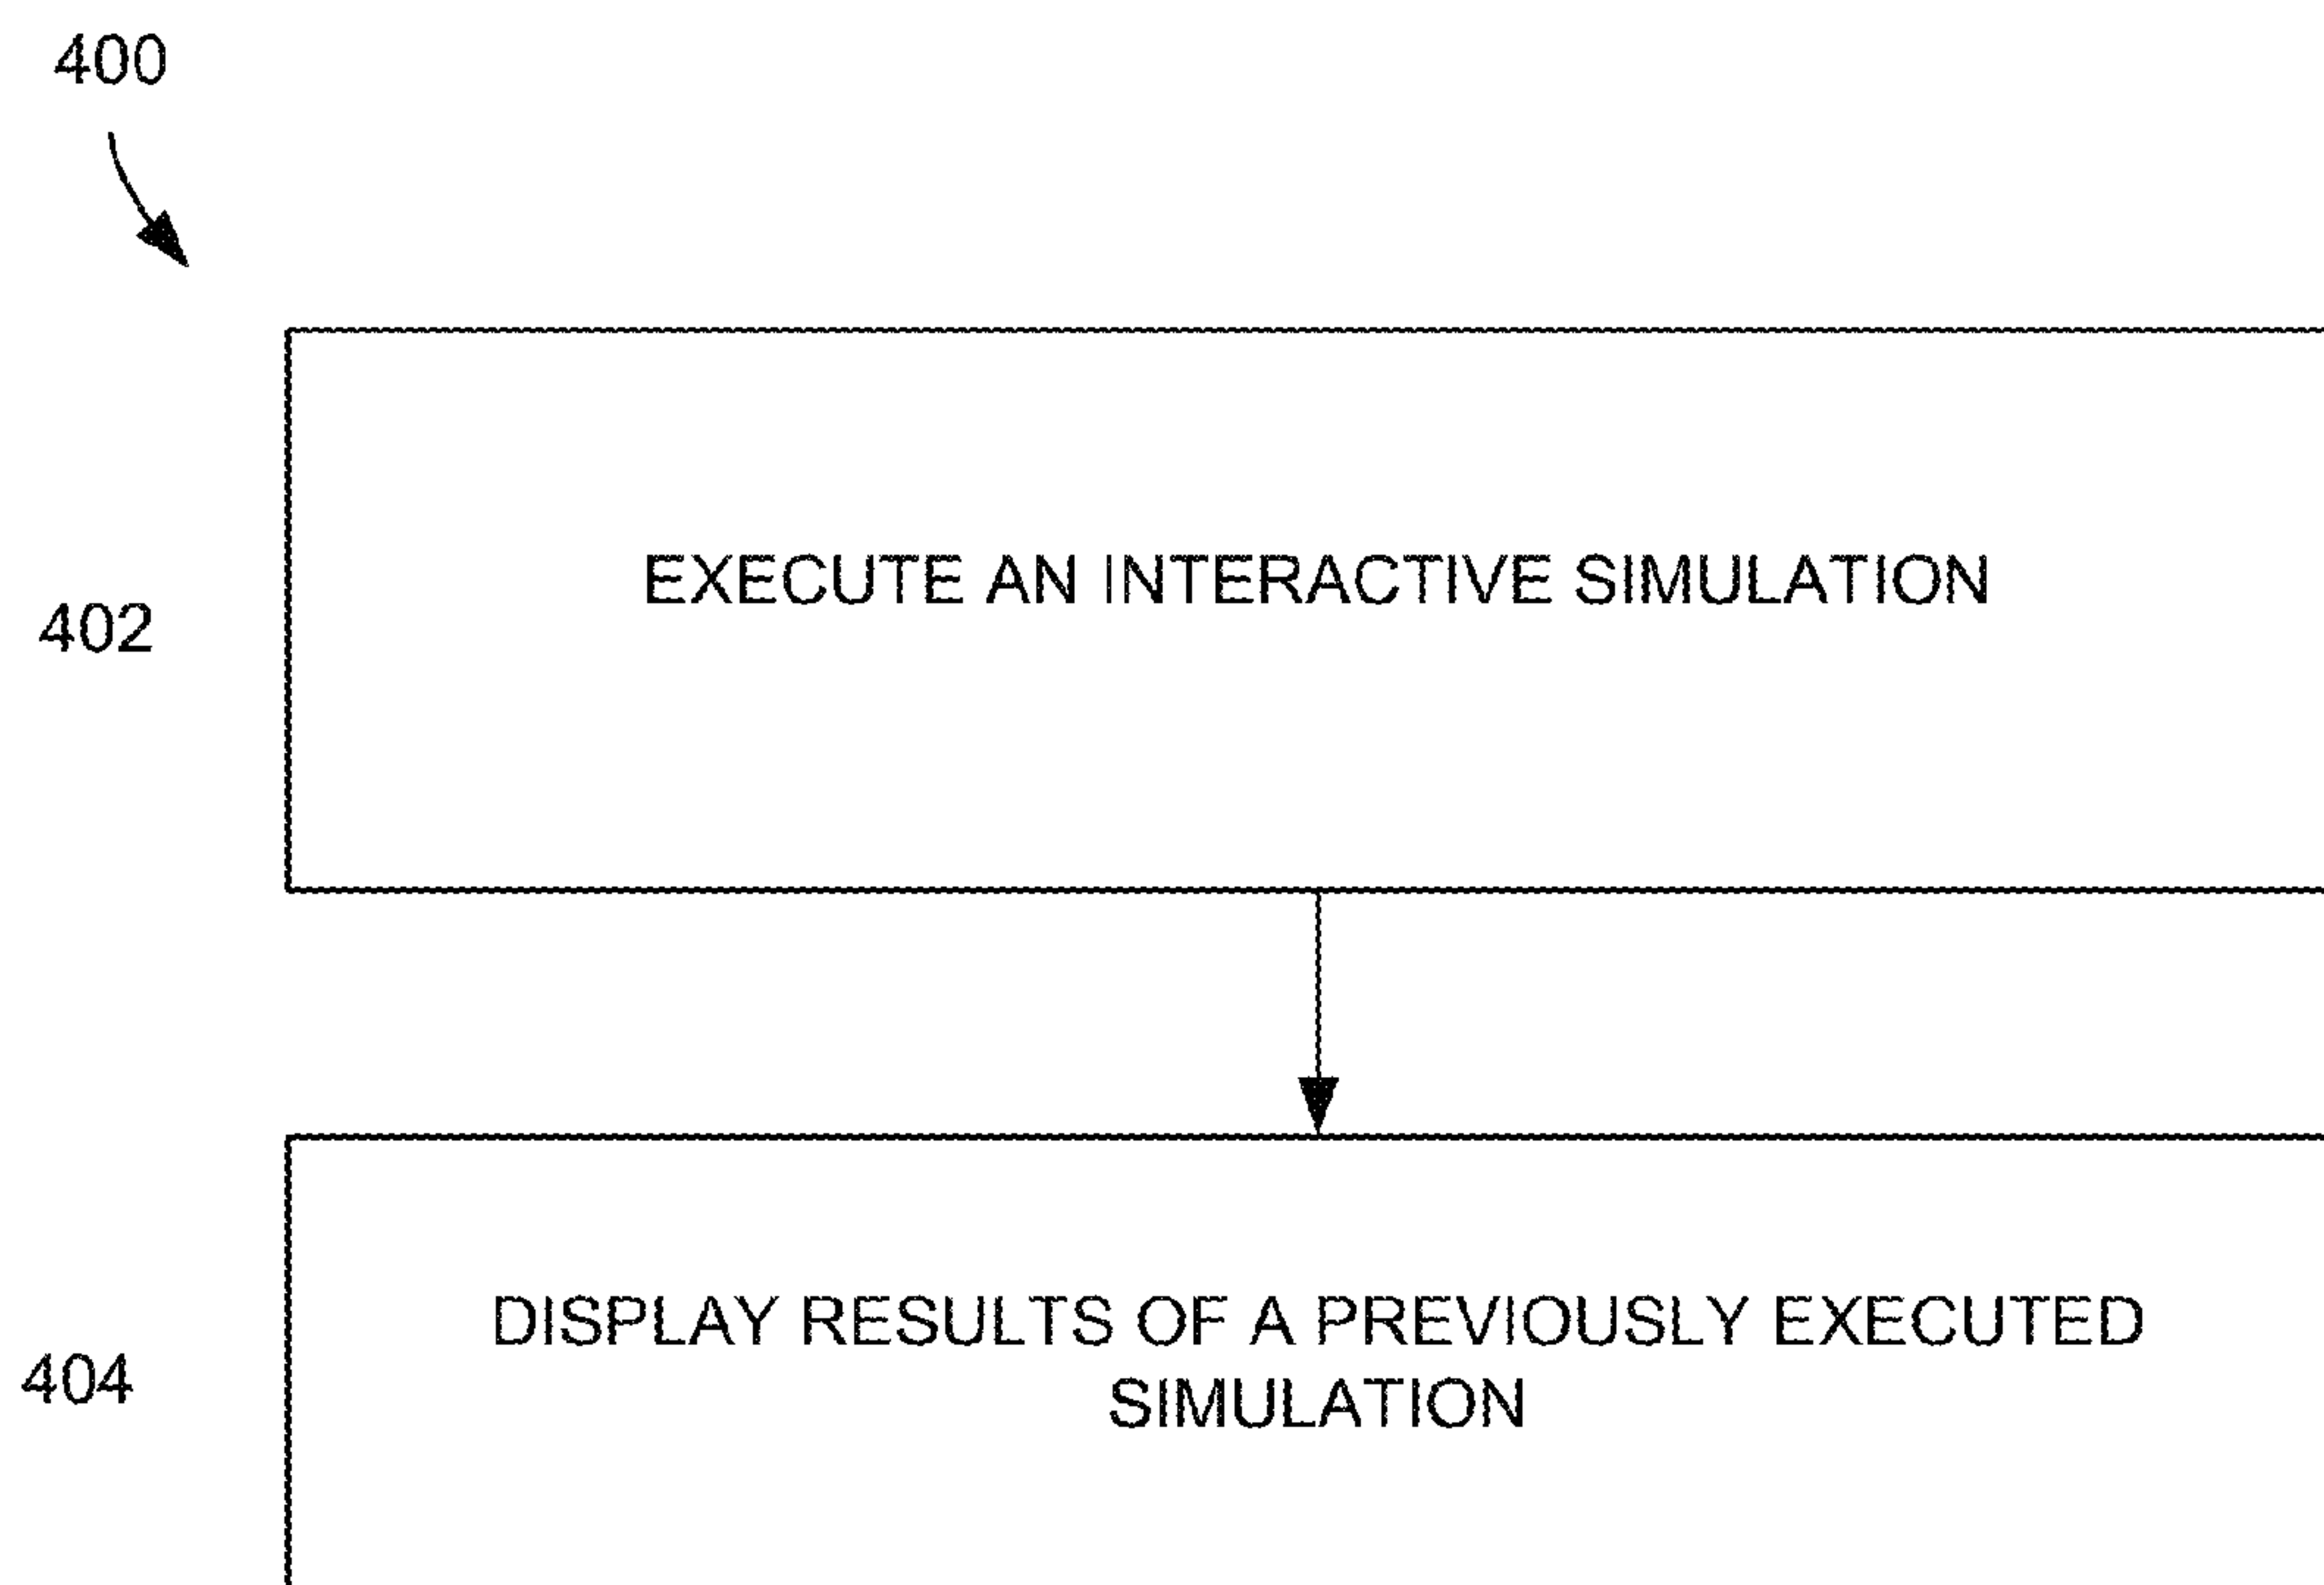 400
402
EXECUTE AN INTERACTIVE SIMULATION
404
DISPLAY RESULTS OF A PREVIOUSLY EXECUTED
SIMULATION